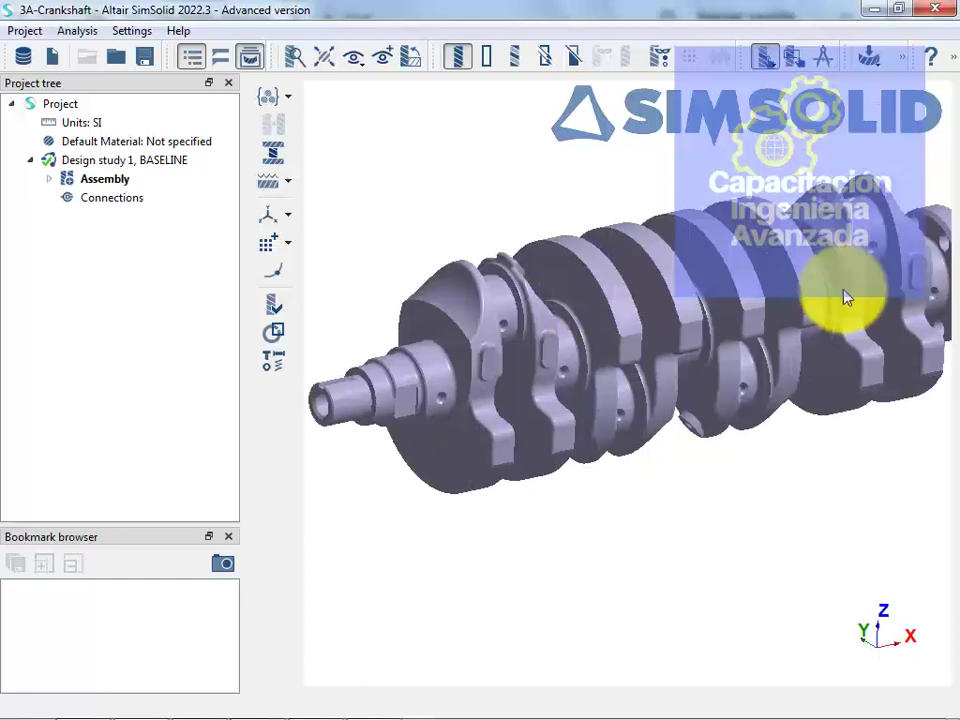 3A-Crankshaft - Altair SimSolid 2022.3 - Advanced version
Project Analysis Settings Help
Project tree
Project
Units: SI
Default Material: Not specified
Design study 1, BASELINE
Assembly
Connections
Bookmark browser
SIMSOLID
Capacitación
Ingeniería
Avanzada
Z
Y
X